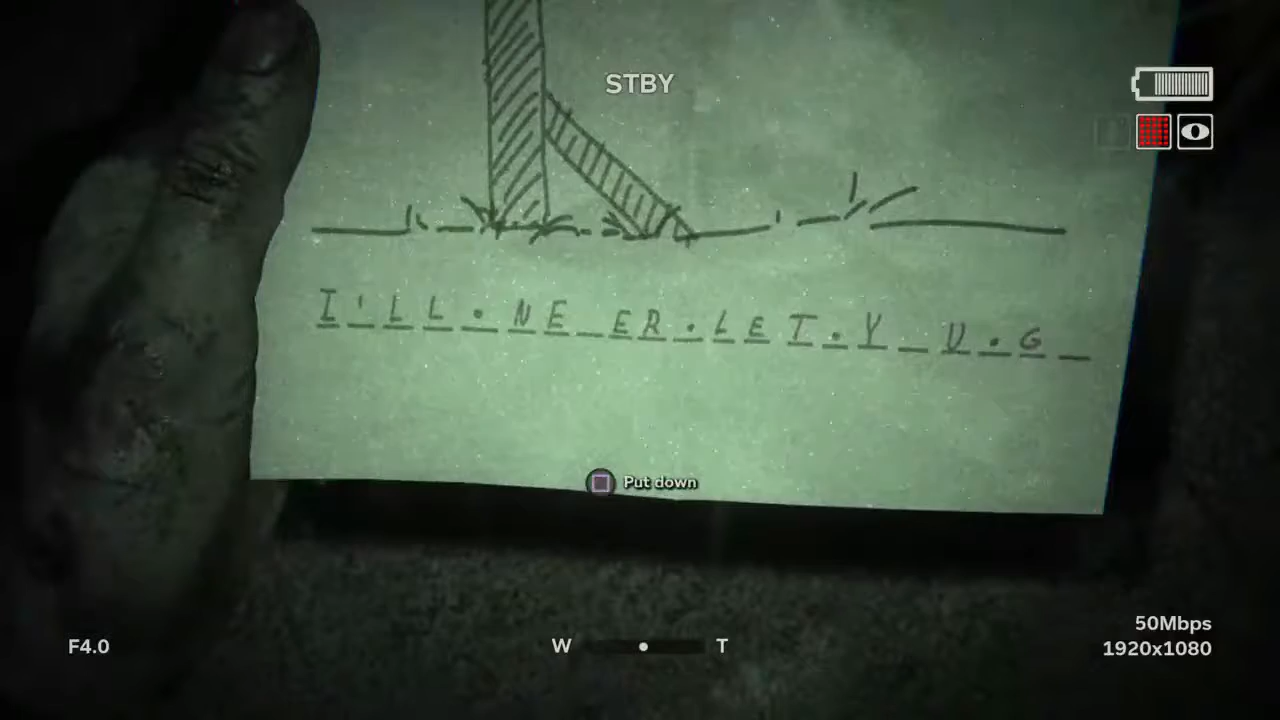 STBY
I'LL·NE_ER·LET·Y_U·G_
Put down
50Mbps
F4.0
W T
1920x1080